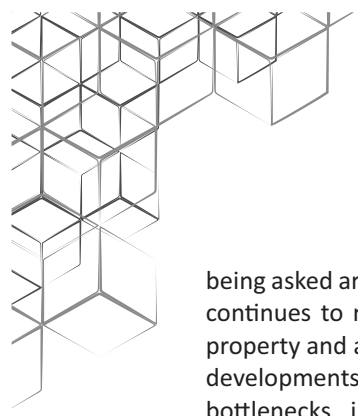 being asked ar
continues to r
property and a
developments
bottlenecks i